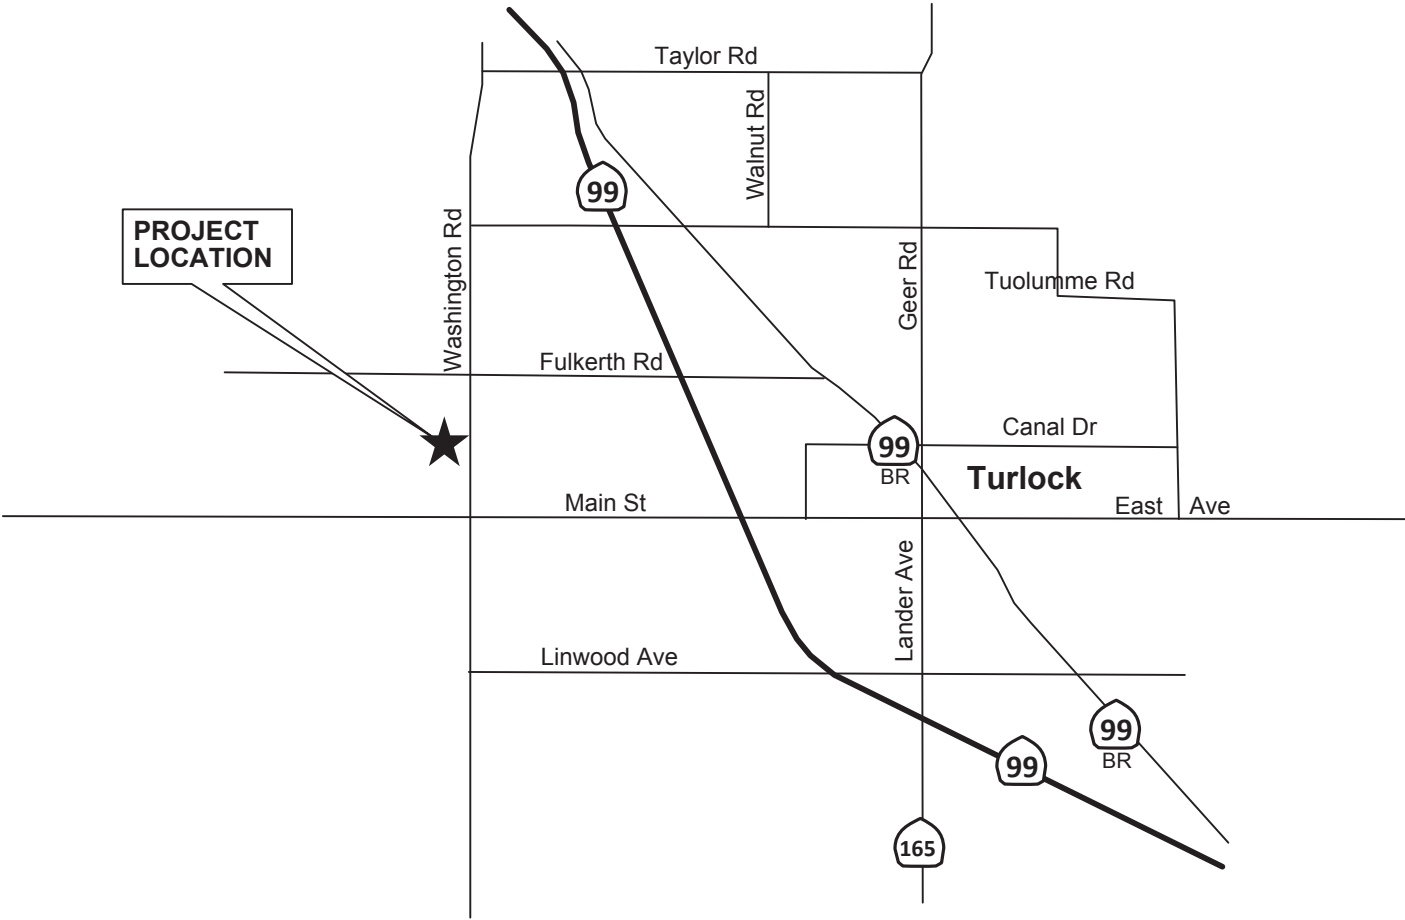 Taylor Rd
Walnut Rd
99
PROJECT
LOCATION
Washington Rd
Geer Rd
Tuolumme Rd
Fulkerth Rd
Canal Dr
99
BR
Turlock
Main St
East Ave
Lander Ave
Linwood Ave
99
BR
99
165